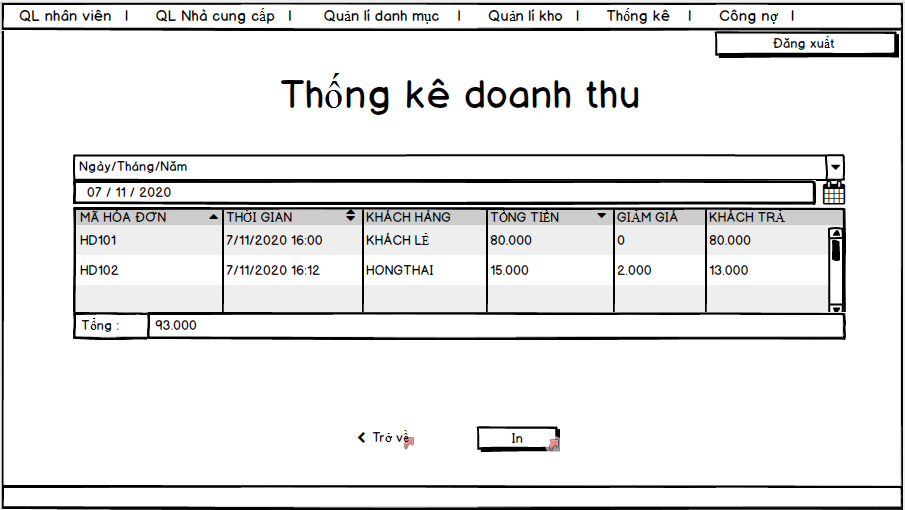 QL nhân viên | QL Nhà cung cấp | Quản lí danh mục | Quản lí kho | Thống kê | Công nợ |
Đăng xuất
Thống kê doanh thu
Ngày/Tháng/Năm
07 / 11 / 2020
MÃ HÓA ĐƠN THỜI GIAN KHÁCH HÀNG TỔNG TIỀN GIẢM GIÁ KHÁCH TRẢ
HD101 7/11/2020 16:00 KHÁCH LẺ 80.000 0 80.000
HD102 7/11/2020 16:12 HONGTHAI 15.000 2.000 13.000
Tổng : 93.000
Trở về In